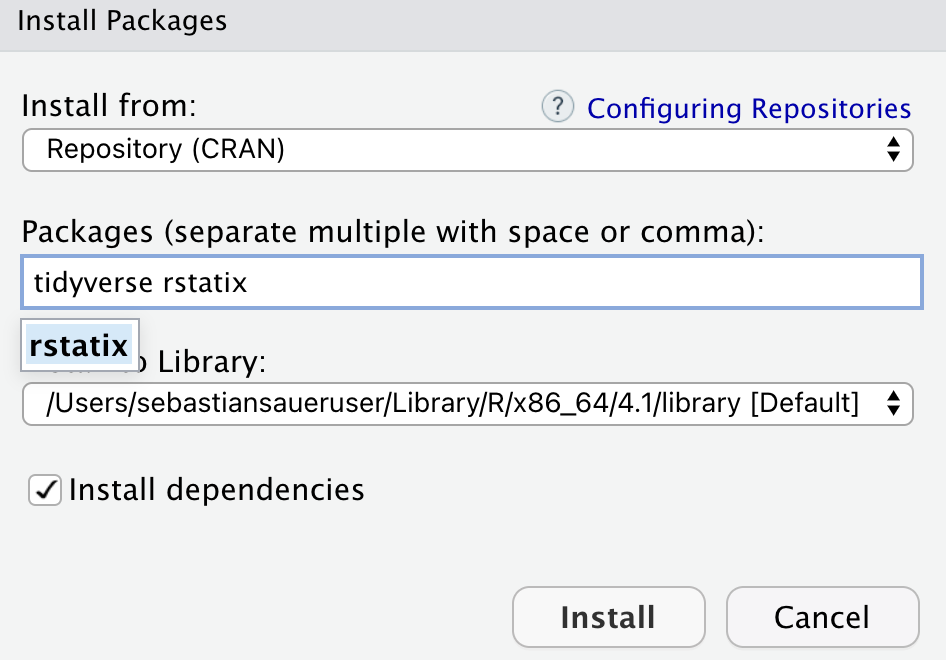 Install Packages
Install from:
? Configuring Repositories
Repository (CRAN)
Packages (separate multiple with space or comma):
tidyverse rstatix
rstatix
Library:
/Users/sebastiansaueruser/Library/R/x86_64/4.1/library [Default]
Install dependencies
Install
Cancel